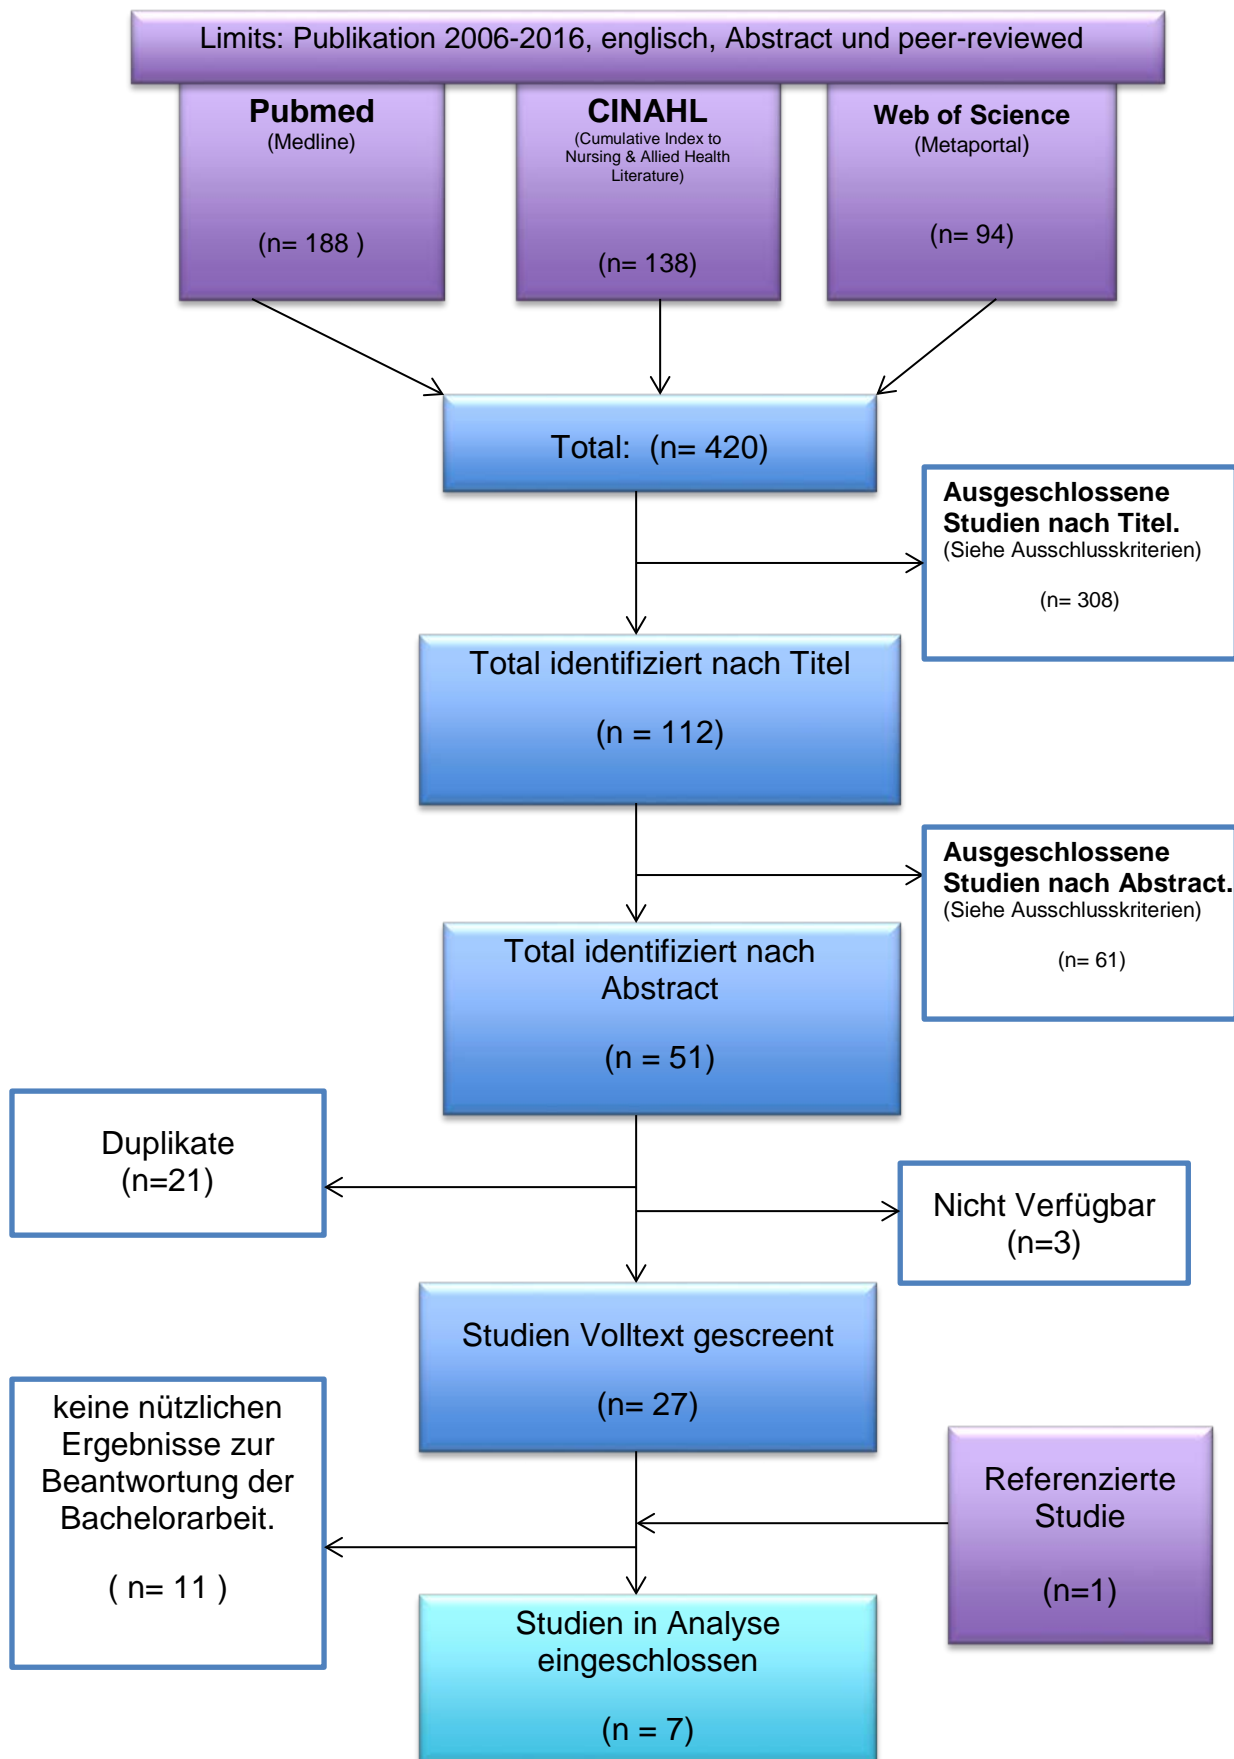 Limits: Publikation 2006-2016, englisch, Abstract und peer-reviewed
Pubmed
(Medline)
(n= 188 )
CINAHL
(Cumulative Index to
Nursing & Allied Health
Literature)
(n= 138)
Web of Science
(Metaportal)
(n= 94)
Total: (n= 420)
Ausgeschlossene
Studien nach Titel.
(Siehe Ausschlusskriterien)
(n= 308)
Total identifiziert nach Titel
(n = 112)
Ausgeschlossene
Studien nach Abstract.
(Siehe Ausschlusskriterien)
(n= 61)
Total identifiziert nach
Abstract
(n = 51)
Duplikate
(n=21)
Nicht Verfügbar
(n=3)
Studien Volltext gescreent
(n= 27)
keine nützlichen
Ergebnisse zur
Beantwortung der
Bachelorarbeit.
( n= 11 )
Referenzierte
Studie
(n=1)
Studien in Analyse
eingeschlossen
(n = 7)